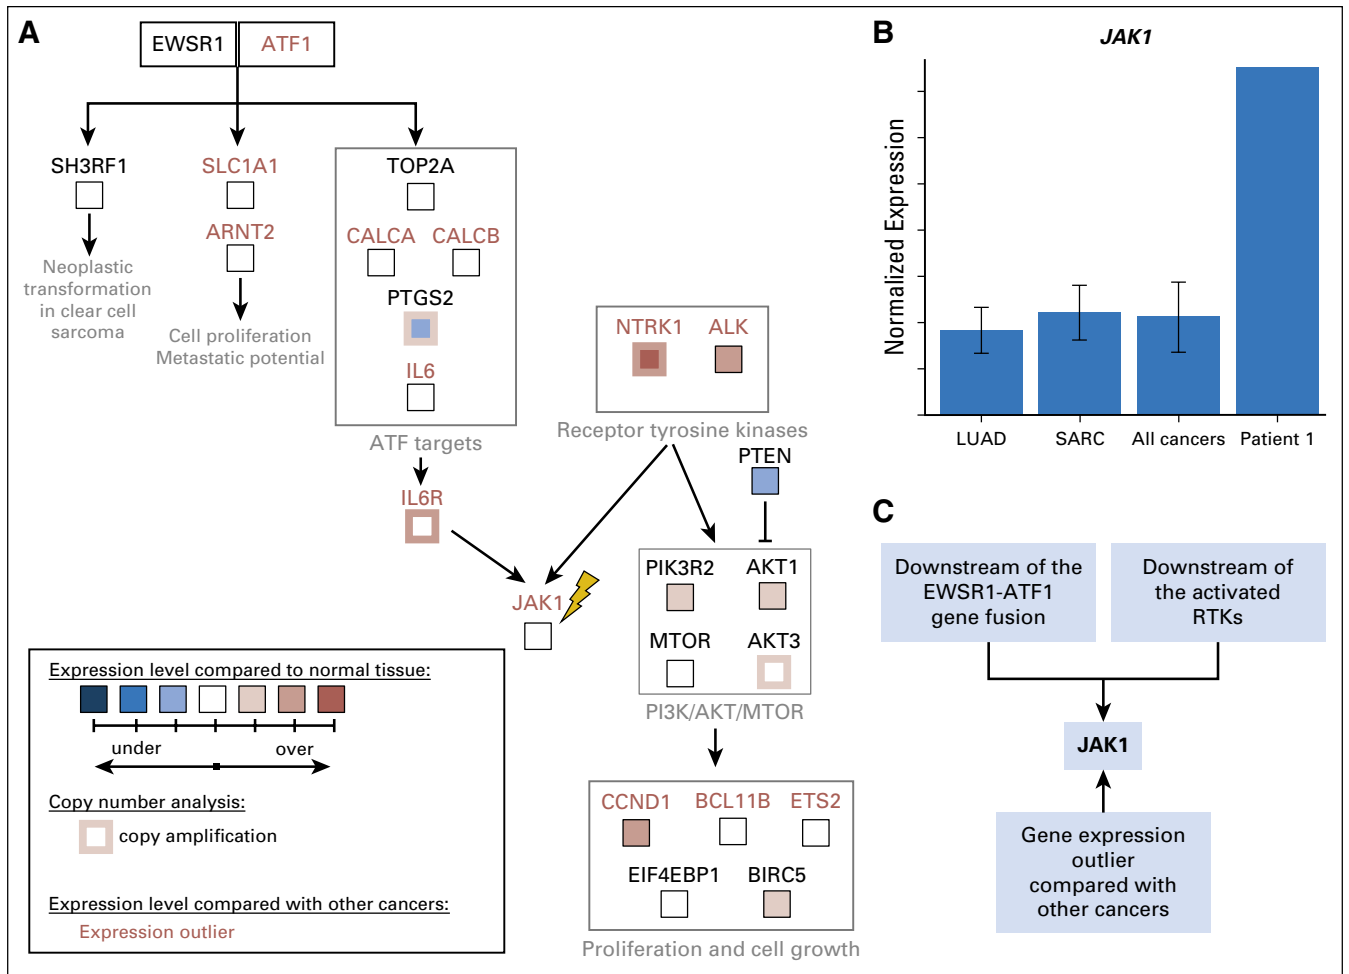 A
EWSR1
ATF1
SH3RF1
Neoplastic
transformation
in clear cell
sarcoma
SLC1A1
ARNT2
Cell proliferation
Metastatic potential
TOP2A
CALCA
CALCB
PTGS2
IL6
ATF targets
IL6R
NTRK1
ALK
Receptor tyrosine kinases
PTEN
JAK1
PIK3R2
AKT1
MTOR
AKT3
PI3K/AKT/MTOR
CCND1
BCL11B
ETS2
EIF4EBP1
BIRC5
Proliferation and cell growth
Expression level compared to normal tissue:
under
over
Copy number analysis:
copy amplification
Expression level compared with other cancers:
Expression outlier
B
JAK1
Normalized Expression
LUAD
SARC
All cancers
Patient 1
C
Downstream of the
EWSR1-ATF1
gene fusion
Downstream of
the activated
RTKs
JAK1
Gene expression
outlier
compared with
other cancers